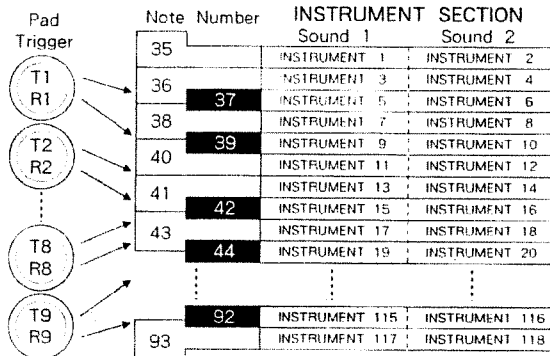 Pad Trigger
Note Number
INSTRUMENT SECTION
Sound 1 Sound 2
T1
R1
T2
R2
T8
R8
T9
R9
35 INSTRUMENT 1 INSTRUMENT 2
36 INSTRUMENT 3 INSTRUMENT 4
37 INSTRUMENT 5 INSTRUMENT 6
38 INSTRUMENT 7 INSTRUMENT 8
39 INSTRUMENT 9 INSTRUMENT 10
40 INSTRUMENT 11 INSTRUMENT 12
41 INSTRUMENT 13 INSTRUMENT 14
42 INSTRUMENT 15 INSTRUMENT 16
43 INSTRUMENT 17 INSTRUMENT 18
44 INSTRUMENT 19 INSTRUMENT 20
92 INSTRUMENT 115 INSTRUMENT 116
93 INSTRUMENT 117 INSTRUMENT 118